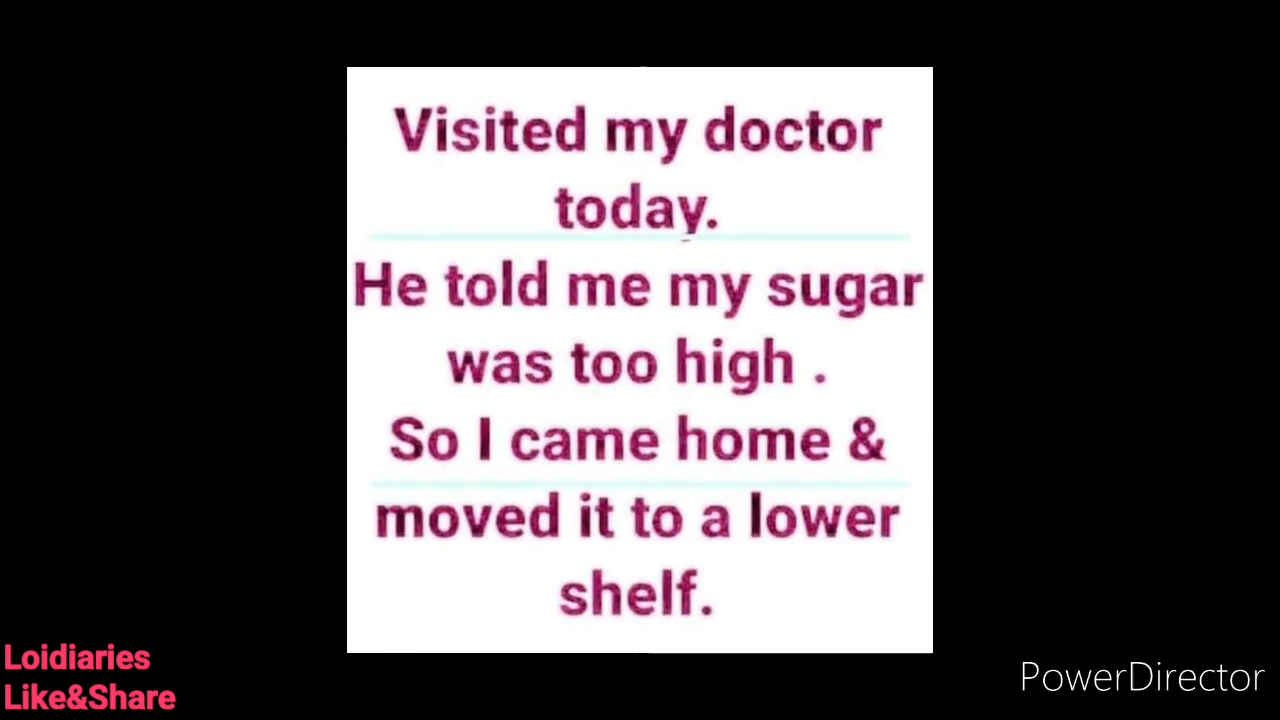 Visited my doctor
today.
He told me my sugar
was too high .
So I came home &
moved it to a lower
shelf.
Loidiaries
Like&Share
PowerDirector